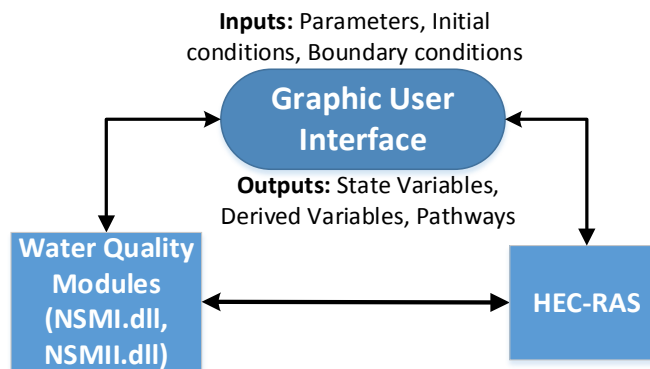 Inputs: Parameters, Initial
conditions, Boundary conditions
Graphic User
Interface
Outputs: State Variables,
Derived Variables, Pathways
Water Quality
Modules
(NSMI.dll,
NSMII.dll)
HEC-RAS